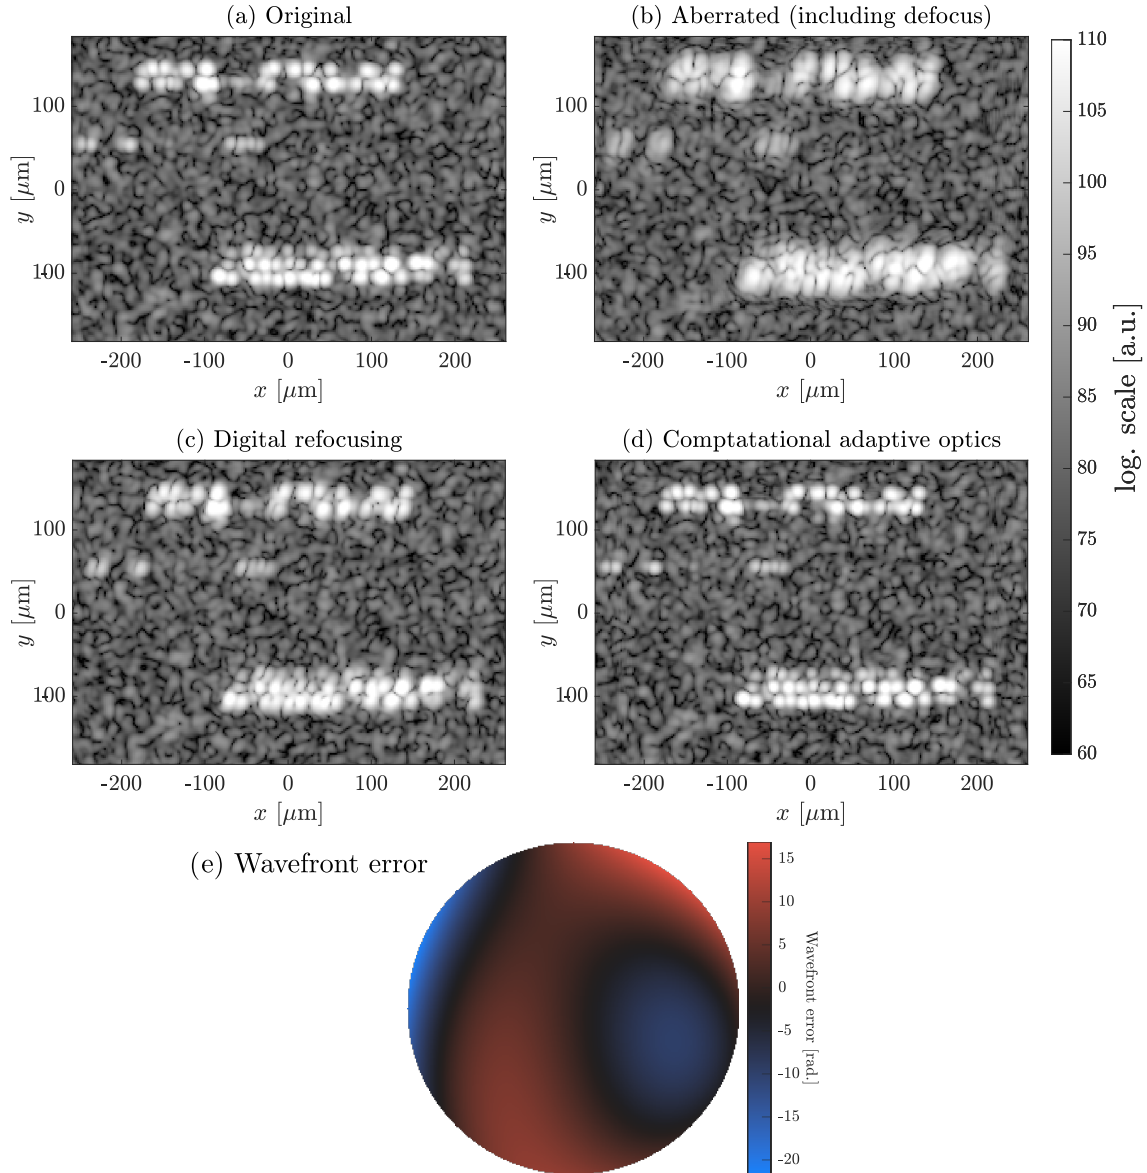 (a) Original
(b) Aberrated (including defocus)
100
0
100
y [μm]
-200 -100 0 100 200
x [μm]
100
0
100
y [μm]
-200 -100 0 100 200
x [μm]
110
105
100
95
90
85
80
75
70
65
60
log. scale [a.u.]
(c) Digital refocusing
(d) Comptatational adaptive optics
100
0
100
y [μm]
-200 -100 0 100 200
x [μm]
100
0
100
y [μm]
-200 -100 0 100 200
x [μm]
(e) Wavefront error
15
10
5
0
-5
-10
-15
-20
Wavefront error [rad.]